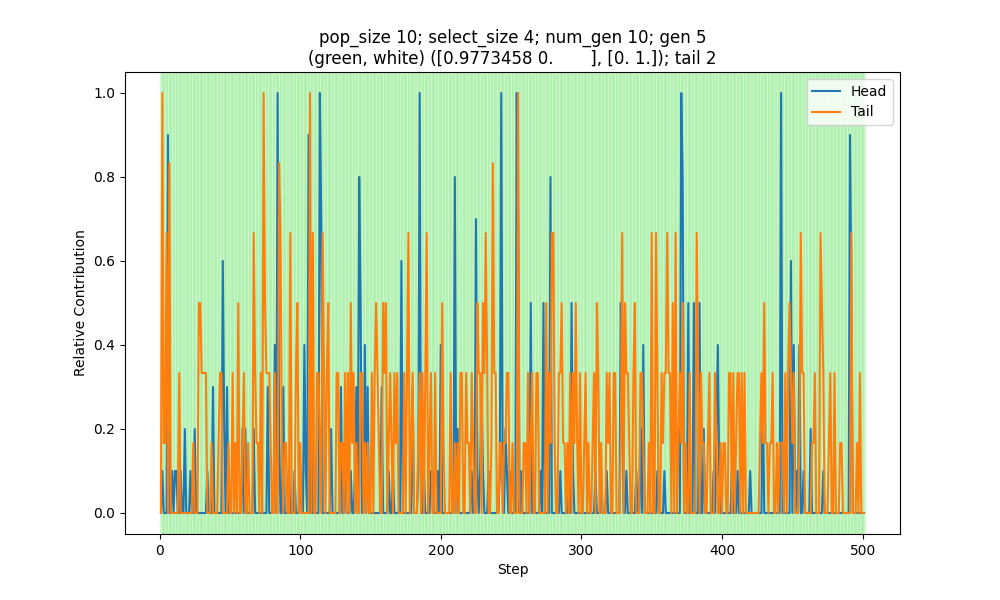 pop_size 10; select_size 4; num_gen 10; gen 5
(green, white) ([0.9773458 0. ], [0. 1.]); tail 2
Head
Tail
1.0
0.8
0.6
0.4
0.2
0.0
Relative Contribution
0 100 200 300 400 500
Step